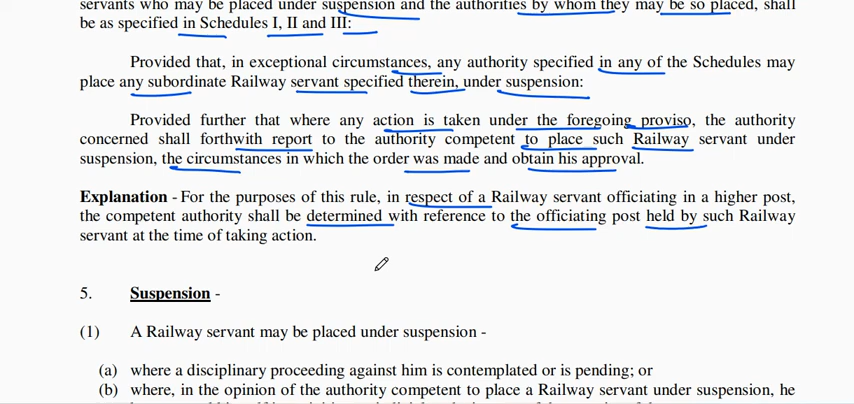 servants who may be placed under suspension and the authorities by whom they may be so placed, shall
be as specified in Schedules I, II and III:
Provided that, in exceptional circumstances, any authority specified in any of the Schedules may
place any subordinate Railway servant specified therein, under suspension:
Provided further that where any action is taken under the foregoing proviso, the authority
concerned shall forthwith report to the authority competent to place such Railway servant under
suspension, the circumstances in which the order was made and obtain his approval.
Explanation - For the purposes of this rule, in respect of a Railway servant officiating in a higher post,
the competent authority shall be determined with reference to the officiating post held by such Railway
servant at the time of taking action.
5. Suspension -
(1) A Railway servant may be placed under suspension -
(a) where a disciplinary proceeding against him is contemplated or is pending; or
(b) where, in the opinion of the authority competent to place a Railway servant under suspension, he